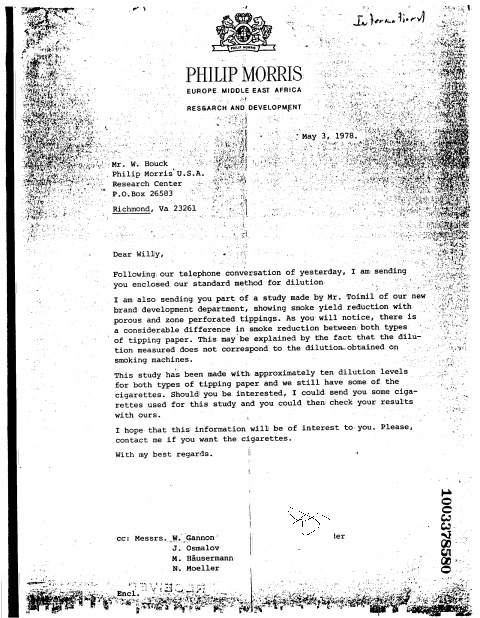 International
PHILIP MORRIS
PHILIP MORRIS
EUROPE MIDDLE EAST AFRICA
RESEARCH AND DEVELOPMENT
May 3, 1978.
Mr. W. Houck
Philip Morris U.S.A.
Research Center
P.O.Box 26583
Richmond, Va 23261
Dear Willy,
Following our telephone conversation of yesterday, I am sending
you enclosed our standard method for dilution
I am also sending you part of a study made by Mr. Toimil of our new
brand development department, showing smoke yield reduction with
porous and zone perforated tippings. As you will notice, there is
a considerable difference in smoke reduction between both types
of tipping paper. This may be explained by the fact that the dilu-
tion measured does not correspond to the dilution obtained on
smoking machines.
This study has been made with approximately ten dilution levels
for both types of tipping paper and we still have some of the
cigarettes. Should you be interested, I could send you some ciga-
rettes used for this study and you could then check your results
with ours.
I hope that this information will be of interest to you. Please,
contact me if you want the cigarettes.
With my best regards.
cc: Messrs. W. Gannon
J. Osmalov
M. Häusermann
N. Moeller
ler
Encl.
RECEIVE
1003378580